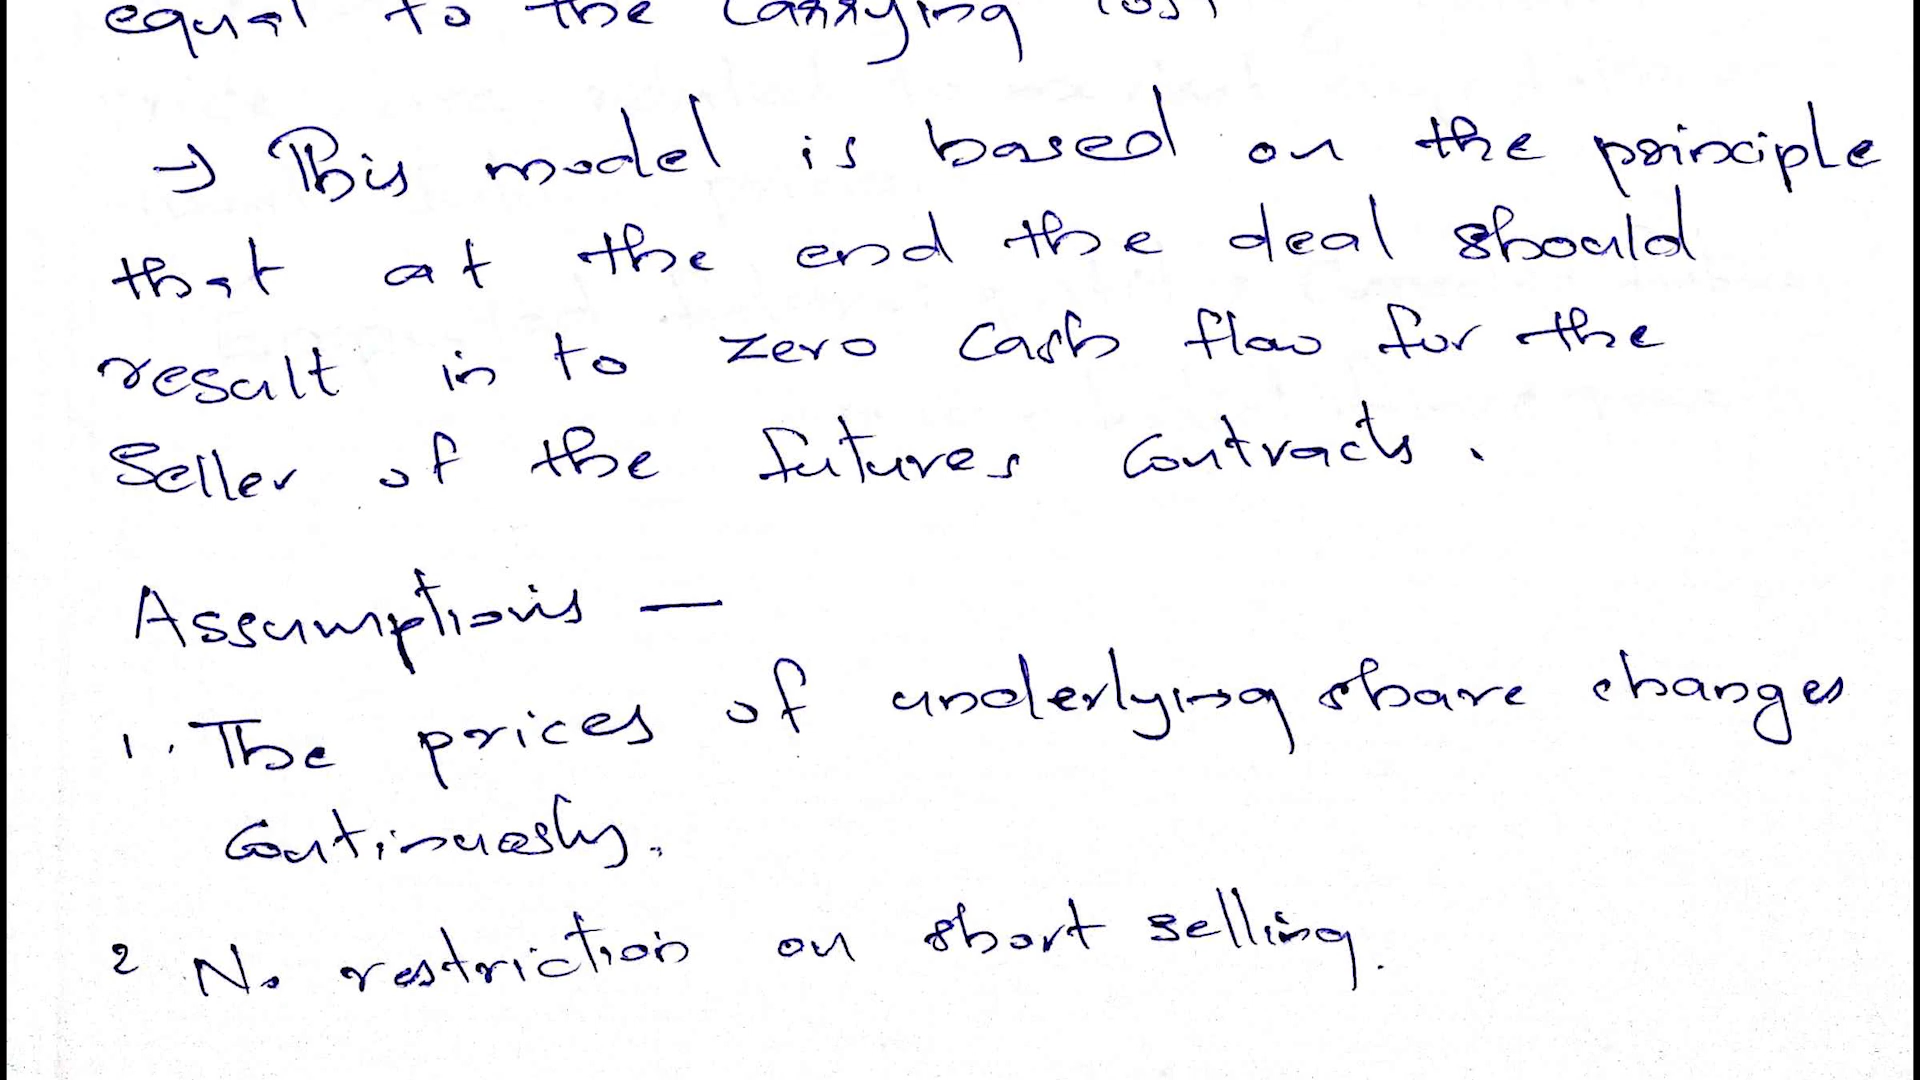 equal to the carrying cost
→ This model is based on the principle
that at the end the deal should
result in to zero cash flow for the
Seller of the futures contracts.
Assumptions —
1. The prices of underlying share changes
Continuously.
2 No restriction on short selling.